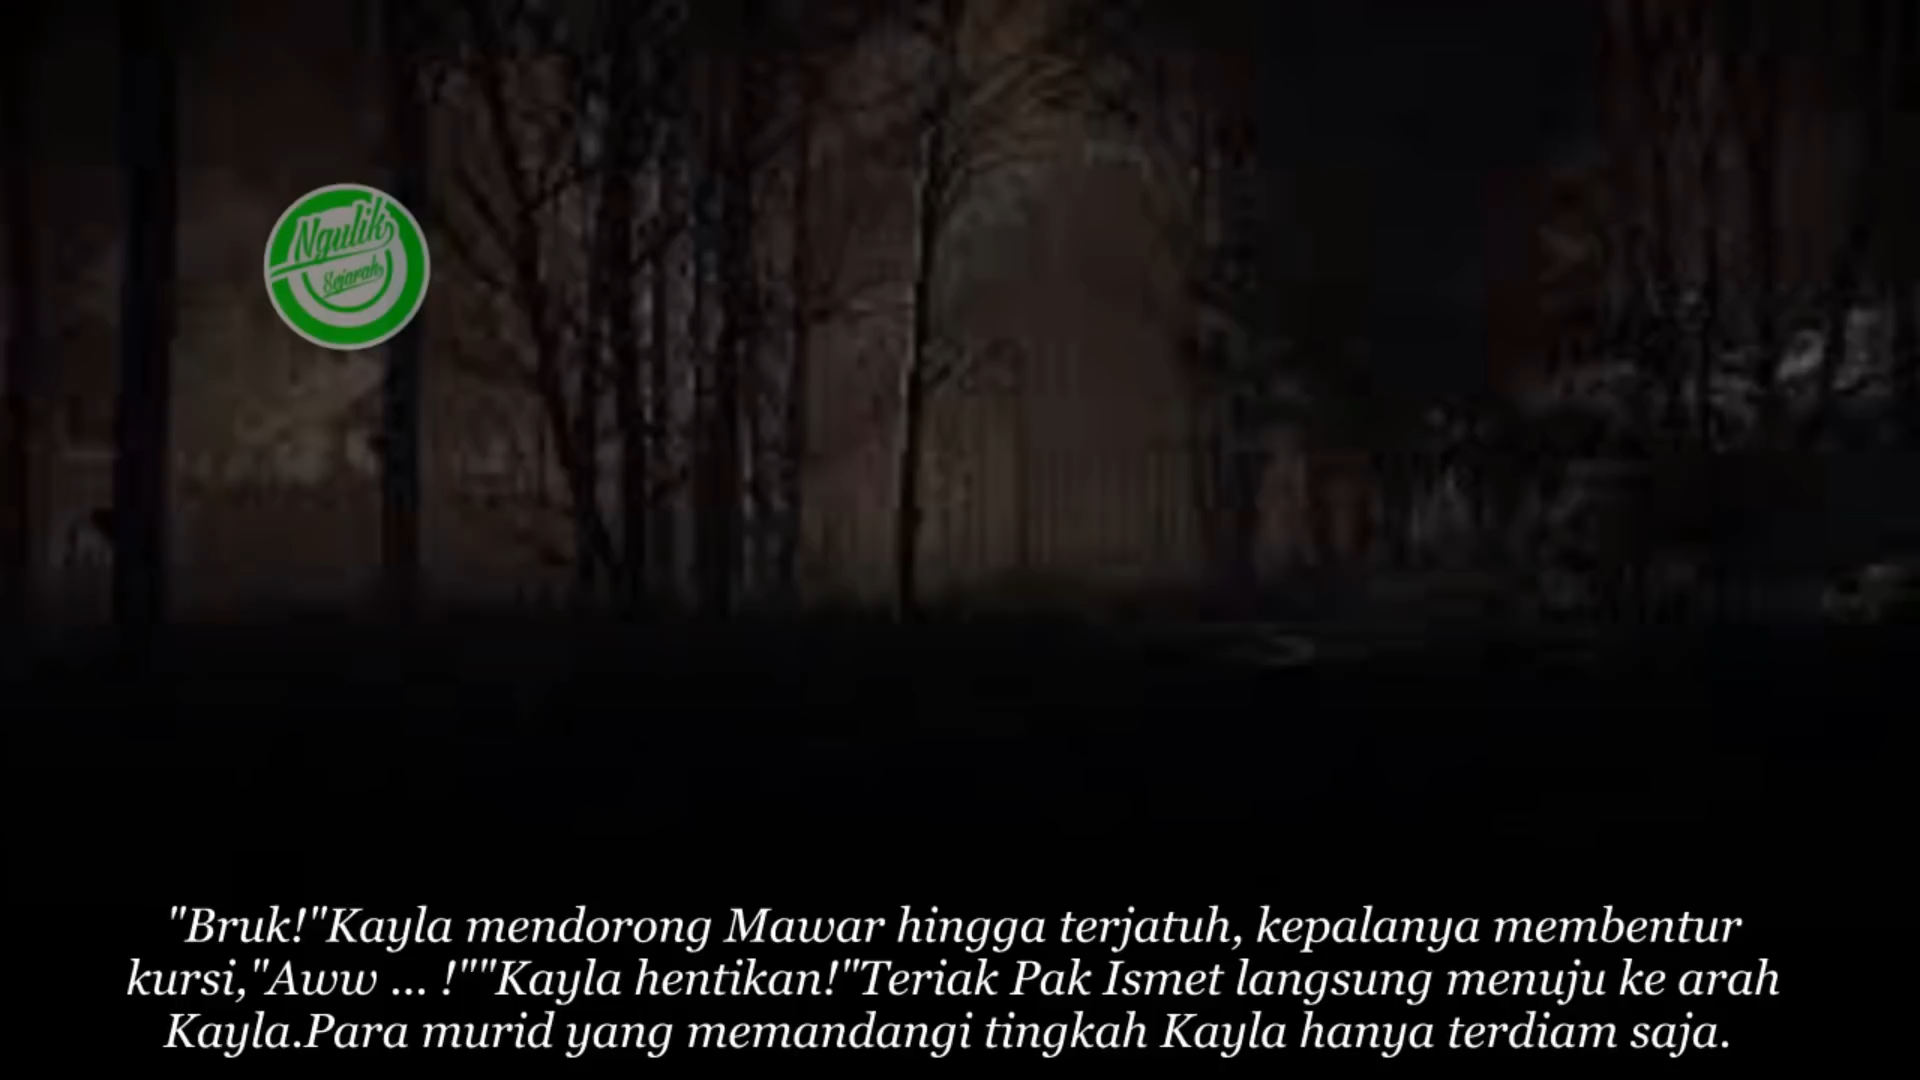 Ngulik
Sejarah
"Bruk!"Kayla mendorong Mawar hingga terjatuh, kepalanya membentur
kursi,"Aww ... !""Kayla hentikan!"Teriak Pak Ismet langsung menuju ke arah
Kayla.Para murid yang memandangi tingkah Kayla hanya terdiam saja.